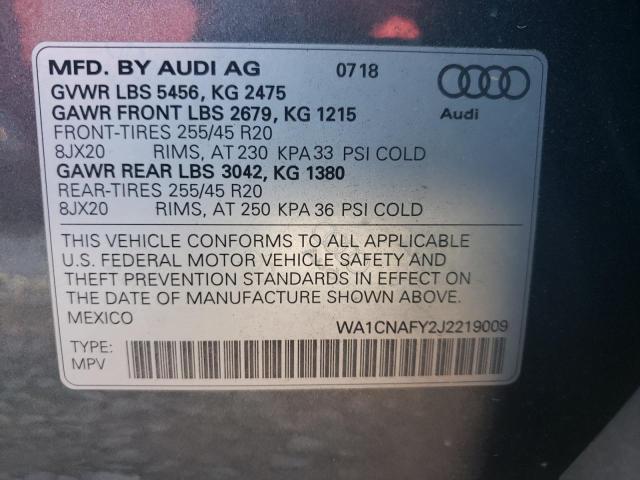 MFD. BY AUDI AG 0718
GVWR LBS 5456, KG 2475
GAWR FRONT LBS 2679, KG 1215
Audi
FRONT-TIRES 255/45 R20
8JX20 RIMS, AT 230 KPA 33 PSI COLD
GAWR REAR LBS 3042, KG 1380
REAR-TIRES 255/45 R20
8JX20 RIMS, AT 250 KPA 36 PSI COLD
THIS VEHICLE CONFORMS TO ALL APPLICABLE
U.S. FEDERAL MOTOR VEHICLE SAFETY AND
THEFT PREVENTION STANDARDS IN EFFECT ON
THE DATE OF MANUFACTURE SHOWN ABOVE.
MEXICO WA1CNAFY2J2219009
TYPE:
MPV